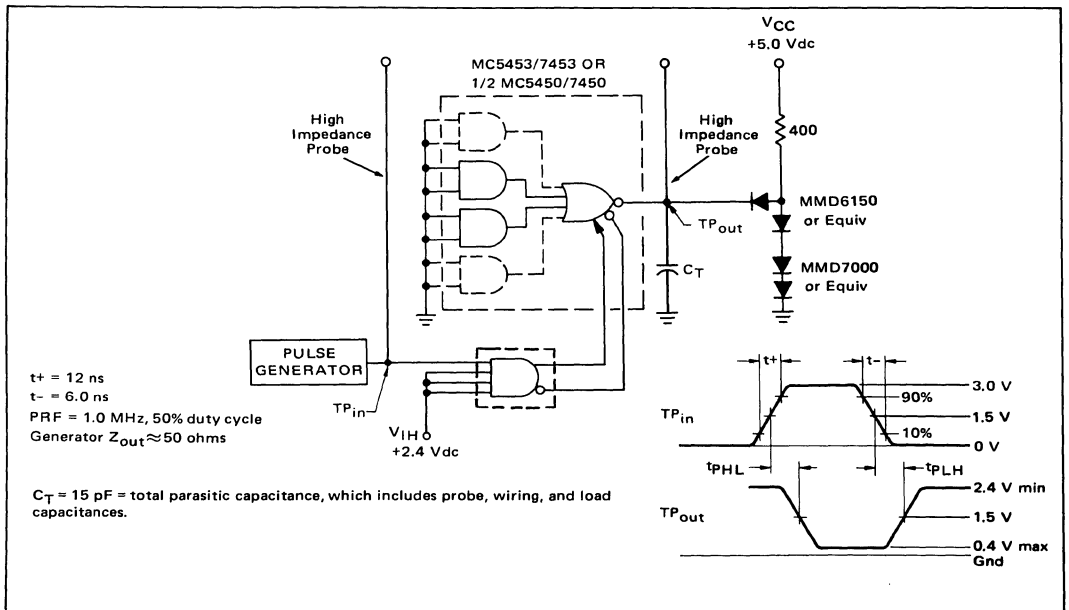 VCC
+5.0 Vdc
MC5453/7453 OR
1/2 MC5450/7450
400
High
Impedance
Probe
High
Impedance
Probe
MMD6150
or Equiv
TPout
CT
MMD7000
or Equiv
PULSE
GENERATOR
TPin
VIH
+2.4 Vdc
t+ = 12 ns
t− = 6.0 ns
PRF = 1.0 MHz, 50% duty cycle
Generator Zout≈50 ohms
CT = 15 pF = total parasitic capacitance, which includes probe, wiring, and load
capacitances.
t+
t−
3.0 V
90%
TPin
1.5 V
10%
0 V
tPHL
tPLH
2.4 V min
TPout
1.5 V
0.4 V max
Gnd